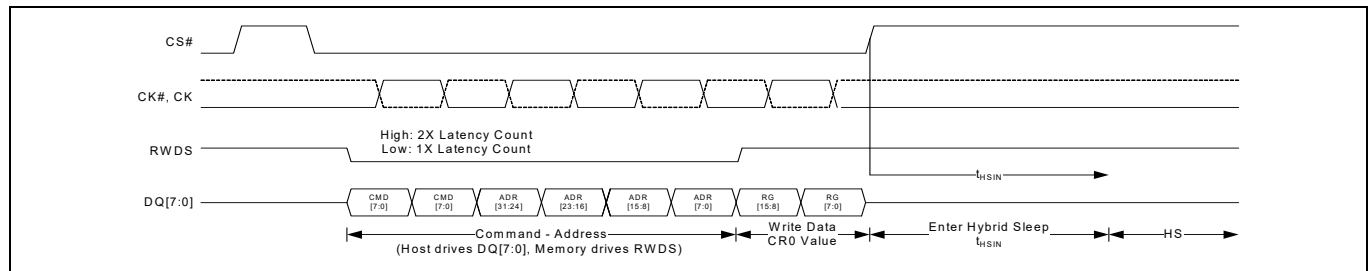 CS#
CK#, CK
High: 2X Latency Count
Low: 1X Latency Count
RWDS
tHSIN
DQ[7:0]
CMD [7:0]
CMD [7:0]
ADR [31:24]
ADR [23:16]
ADR [15:8]
ADR [7:0]
RG [15:8]
RG [7:0]
Command - Address
(Host drives DQ[7:0], Memory drives RWDS)
Write Data
CR0 Value
Enter Hybrid Sleep
tHSIN
HS